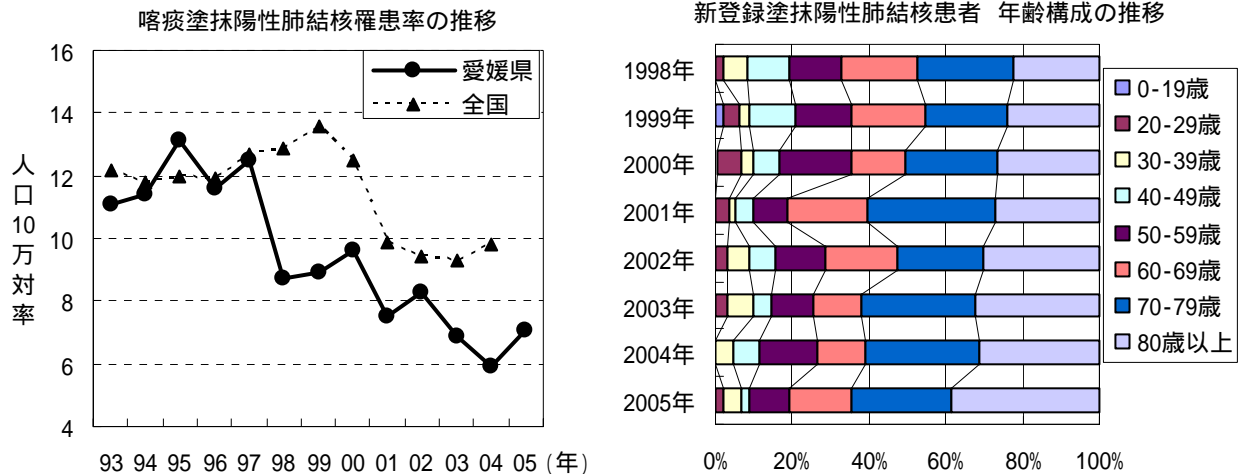 喀痰塗抹陽性肺結核罹患率の推移
16
14
12
10
8
6
4
人口10万対率
愛媛県
全国
93 94 95 96 97 98 99 00 01 02 03 04 05 (年)
新登録塗抹陽性肺結核患者 年齢構成の推移
1998年
1999年
2000年
2001年
2002年
2003年
2004年
2005年
0% 20% 40% 60% 80% 100%
0-19歳
20-29歳
30-39歳
40-49歳
50-59歳
60-69歳
70-79歳
80歳以上